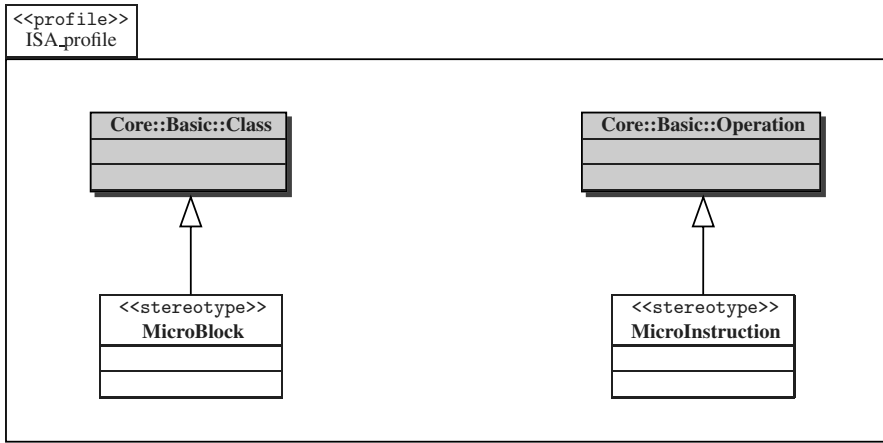 <<profile>>
ISA_profile
Core::Basic::Class
Core::Basic::Operation
<<stereotype>>
MicroBlock
<<stereotype>>
MicroInstruction